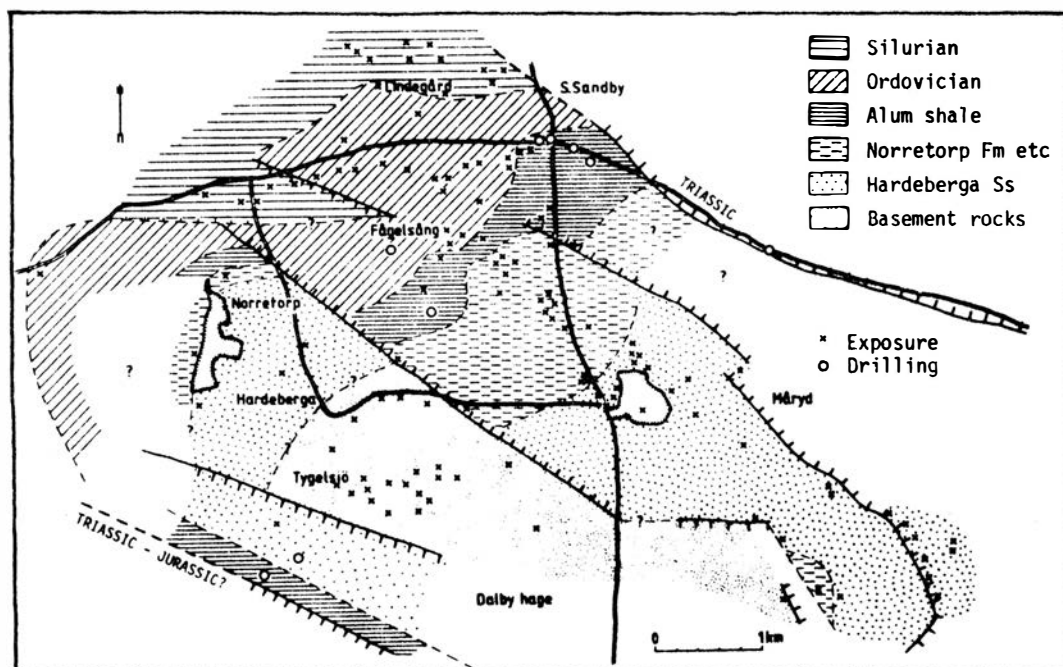 Silurian
Ordovician
Alum shale
Norretorp Fm etc
Hardeberga Ss
Basement rocks
Lindegård
S.Sandby
N
TRIASSIC
?
Fågelsång
?
?
Norretorp
× Exposure
o Drilling
?
?
Hardeberga
Måryd
?
Tygelsjö
?
TRIASSIC - JURASSIC?
Dalby hage
0 1km